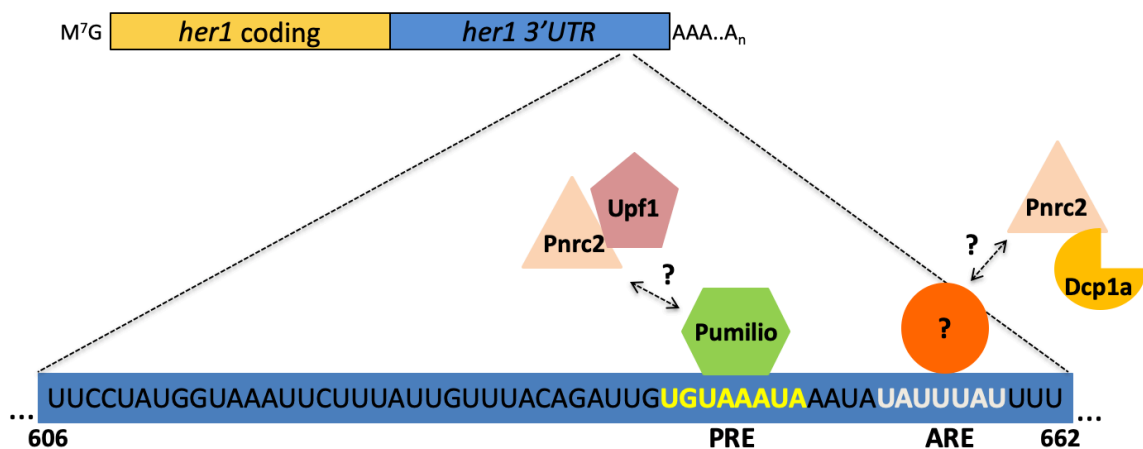 M⁷G her1 coding her1 3’UTR AAA..Aₙ
Upf1
Pnrc2
Pnrc2
?
?
Dcp1a
Pumilio
?
... UUCCUAUGGUAAAUUCUUUAUUGUUUACAGAUUGUGUAAAUAAAUAUAUUUAUUUU ...
606 PRE ARE 662